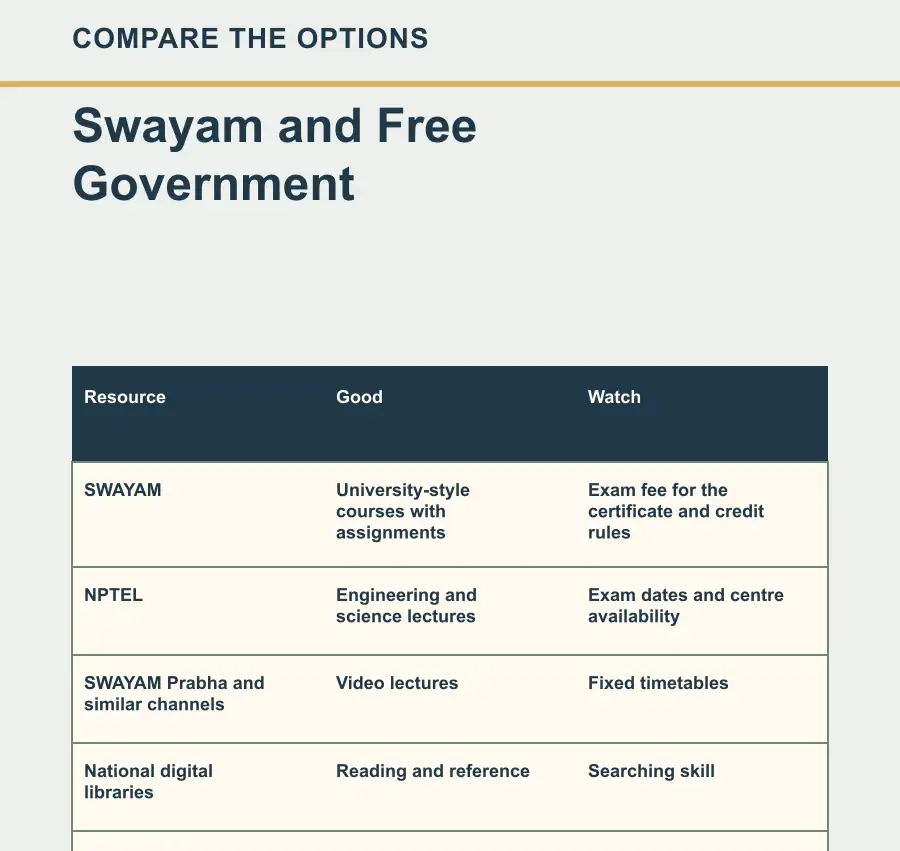 COMPARE THE OPTIONS
Swayam and Free
Government
Resource
Good
Watch
SWAYAM
University-style
courses with
assignments
Exam fee for the
certificate and credit
rules
NPTEL
Engineering and
science lectures
Exam dates and centre
availability
SWAYAM Prabha and
similar channels
Video lectures
Fixed timetables
National digital
libraries
Reading and reference
Searching skill